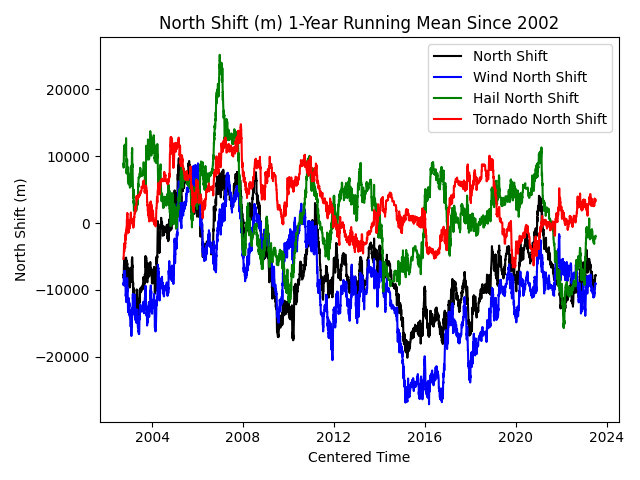 North Shift (m) 1-Year Running Mean Since 2002
North Shift
Wind North Shift
Hail North Shift
Tornado North Shift
North Shift (m)
20000
10000
0
−10000
−20000
2004 2008 2012 2016 2020 2024
Centered Time